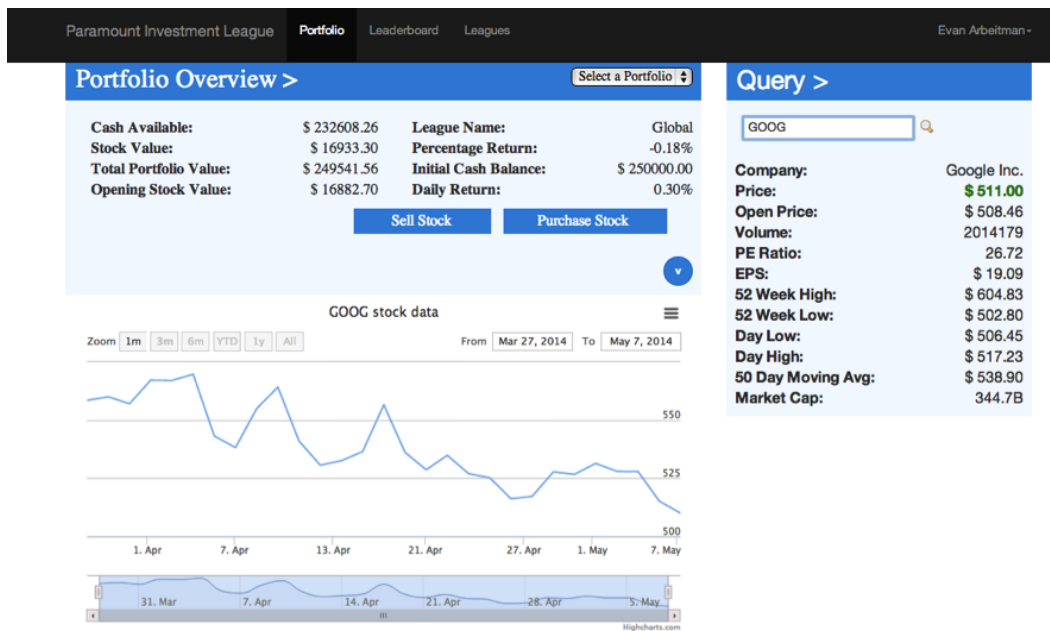 Paramount Investment League Portfolio Leaderboard Leagues Evan Arbeitman
Portfolio Overview > Select a Portfolio
Cash Available: $ 232608.26 League Name: Global
Stock Value: $ 16933.30 Percentage Return: -0.18%
Total Portfolio Value: $ 249541.56 Initial Cash Balance: $ 250000.00
Opening Stock Value: $ 16882.70 Daily Return: 0.30%
Sell Stock Purchase Stock
v
GOOG stock data
Zoom 1m 3m 6m YTD 1y All From Mar 27, 2014 To May 7, 2014
550
525
500
1. Apr 7. Apr 13. Apr 21. Apr 27. Apr 1. May 7. May
31. Mar 7. Apr 14. Apr 21. Apr 28. Apr 5. May
Highcharts.com
Query >
GOOG
Company: Google Inc.
Price: $ 511.00
Open Price: $ 508.46
Volume: 2014179
PE Ratio: 26.72
EPS: $ 19.09
52 Week High: $ 604.83
52 Week Low: $ 502.80
Day Low: $ 506.45
Day High: $ 517.23
50 Day Moving Avg: $ 538.90
Market Cap: 344.7B